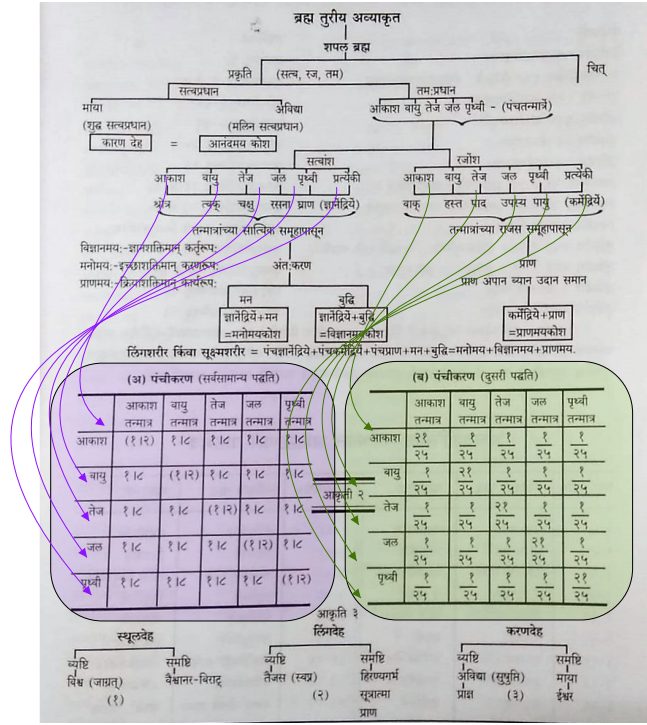 ब्रह्म तुरीय अव्याकृत
शपल ब्रह्म
प्रकृति (सत्व, रज, तम) चित्
सत्वप्रधान तम:प्रधान
माया अविद्या आकाश वायु तेज जल पृथ्वी - (पंचतन्मात्रें)
(शुद्ध सत्वप्रधान) (मलिन सत्वप्रधान)
कारण देह = आनंदमय कोश
सत्वांश रजोंश
आकाश वायु तेज जल पृथ्वी प्रत्येकी आकाश वायु तेज जल पृथ्वी प्रत्येकी
श्रोत्र त्वक् चक्षु रसना घ्राण (ज्ञानेंद्रियें) वाक् हस्त पाद उपस्थ पायु (कर्मेंद्रियें)
तन्मात्रांच्या सात्विक समूहापासून तन्मात्रांच्या राजस समूहापासून
विज्ञानमय:-ज्ञानशक्तिमान् कर्तृरूप:
मनोमय:-इच्छाशक्तिमान् करणरूप: अंत:करण प्राण
प्राणमय:-क्रियाशक्तिमान् कार्यरूप: प्राण अपान व्यान उदान समान
मन बुद्धि
ज्ञानेंद्रियें+मन ज्ञानेंद्रियें+बुद्धि कर्मेंद्रियें+प्राण
=मनोमयकोश =विज्ञानमयकोश =प्राणमयकोश
लिंगशरीर किंवा सूक्ष्मशरीर = पंचज्ञानेंद्रियें+पंचकर्मेंद्रियें+पंचप्राण+मन+बुद्धि=मनोमय+विज्ञानमय+प्राणमय.
(अ) पंचीकरण (सर्वसामान्य पद्धति)
आकाश वायु तेज जल पृथ्वी
तन्मात्र तन्मात्र तन्मात्र तन्मात्र तन्मात्र
आकाश (१।२) १।८ १।८ १।८ १।८
वायु १।८ (१।२) १।८ १।८ १।८
तेज १।८ १।८ (१।२) १।८ १।८
जल १।८ १।८ १।८ (१।२) १।८
पृथ्वी १।८ १।८ १।८ १।८ (१।२)
आकृती २
(ब) पंचीकरण (दुसरी पद्धति)
आकाश वायु तेज जल पृथ्वी
तन्मात्र तन्मात्र तन्मात्र तन्मात्र तन्मात्र
आकाश २१/२५ १/२५ १/२५ १/२५ १/२५
वायु १/२५ २१/२५ १/२५ १/२५ १/२५
तेज १/२५ १/२५ २१/२५ १/२५ १/२५
जल १/२५ १/२५ १/२५ २१/२५ १/२५
पृथ्वी १/२५ १/२५ १/२५ १/२५ २१/२५
आकृति ३
स्थूलदेह लिंगदेह करणदेह
व्यष्टि समष्टि व्यष्टि समष्टि व्यष्टि समष्टि
विश्व (जाग्रत्) वैश्वानर-विराट् तैजस (स्वप्न) हिरण्यगर्भ अविद्या (सुषुप्ति) माया
(१) (२) सूत्रात्मा प्राज्ञ (३) ईश्वर
प्राण